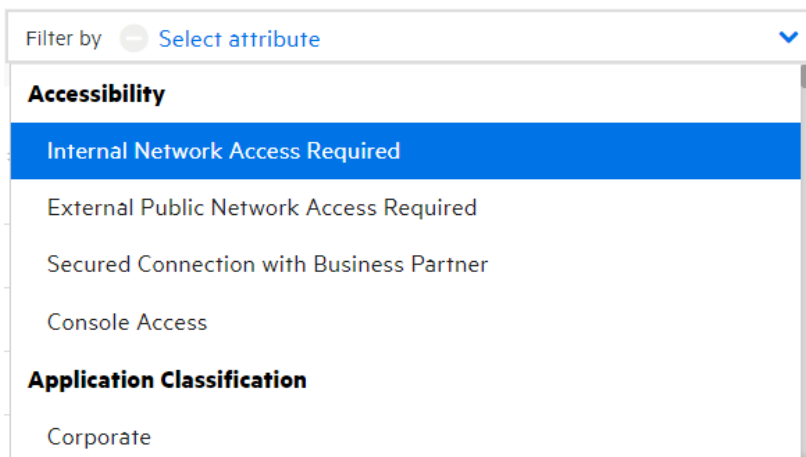 Filter by Select attribute
Accessibility
Internal Network Access Required
External Public Network Access Required
Secured Connection with Business Partner
Console Access
Application Classification
Corporate